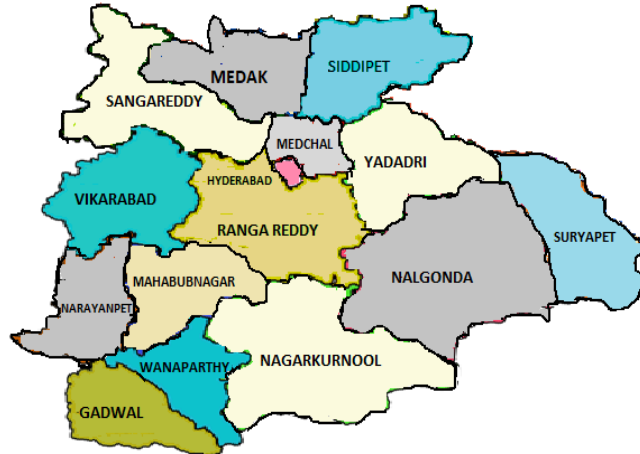 SIDDIPET
MEDAK
SANGAREDDY
MEDCHAL
YADADRI
HYDERABAD
VIKARABAD
RANGA REDDY
SURYAPET
NALGONDA
MAHABUBNAGAR
NARAYANPET
NAGARKURNOOL
WANAPARTHY
GADWAL